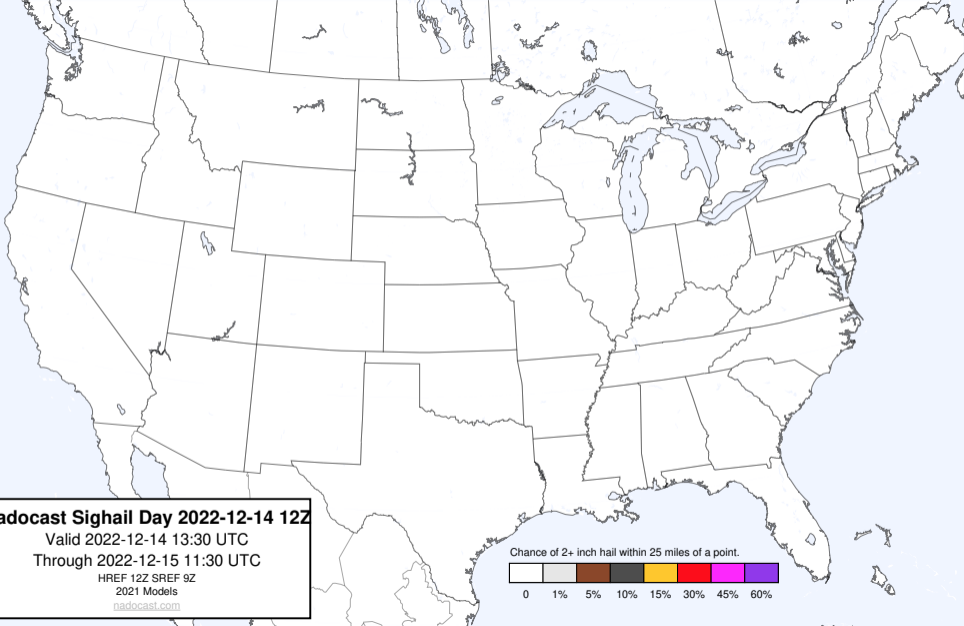 adocast Sighail Day 2022-12-14 12Z
Valid 2022-12-14 13:30 UTC
Through 2022-12-15 11:30 UTC
HREF 12Z SREF 9Z
2021 Models
nadocast.com
Chance of 2+ inch hail within 25 miles of a point.
0 1% 5% 10% 15% 30% 45% 60%